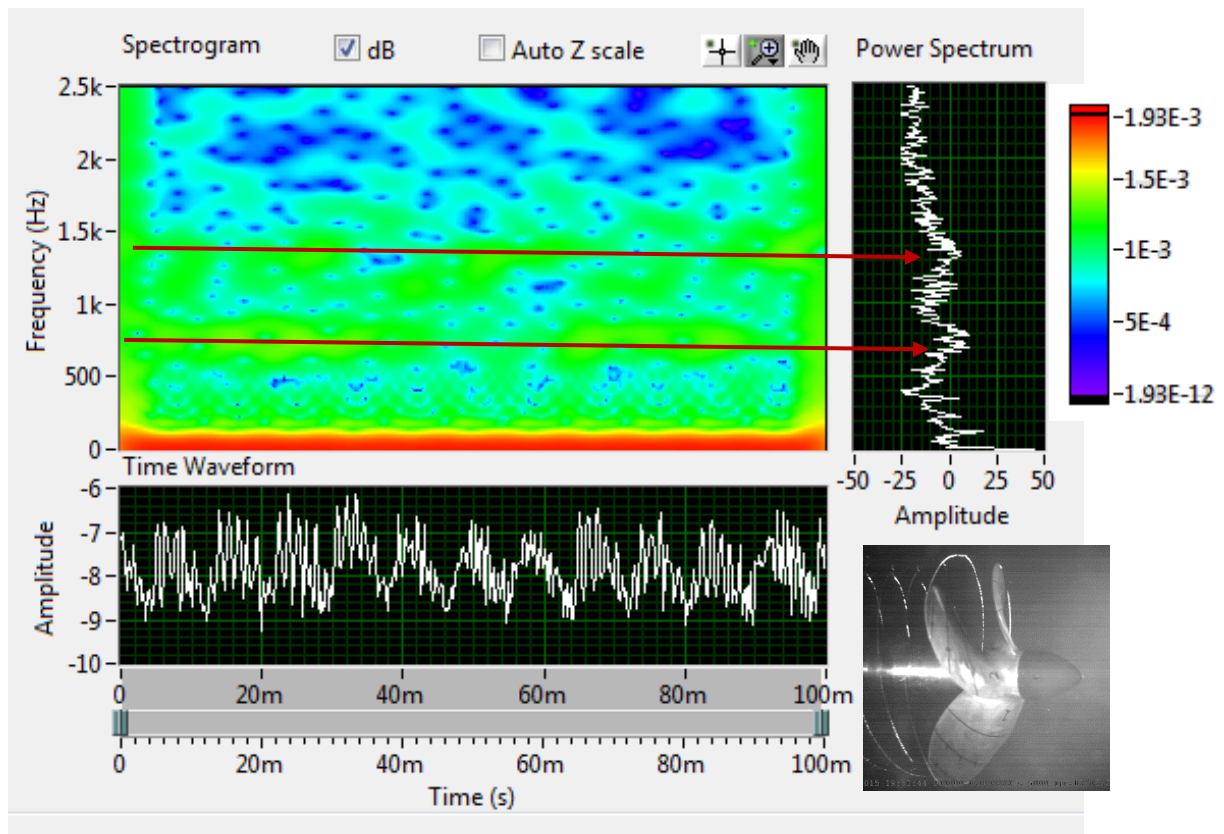 Spectrogram
dB
Auto Z scale
Power Spectrum
2.5k
2k
1.5k
1k
500
0
Frequency (Hz)
-1.93E-3
-1.5E-3
-1E-3
-5E-4
-1.93E-12
-50 -25 0 25 50
Amplitude
Time Waveform
-6
-7
-8
-9
-10
Amplitude
0 20m 40m 60m 80m 100m
0 20m 40m 60m 80m 100m
Time (s)